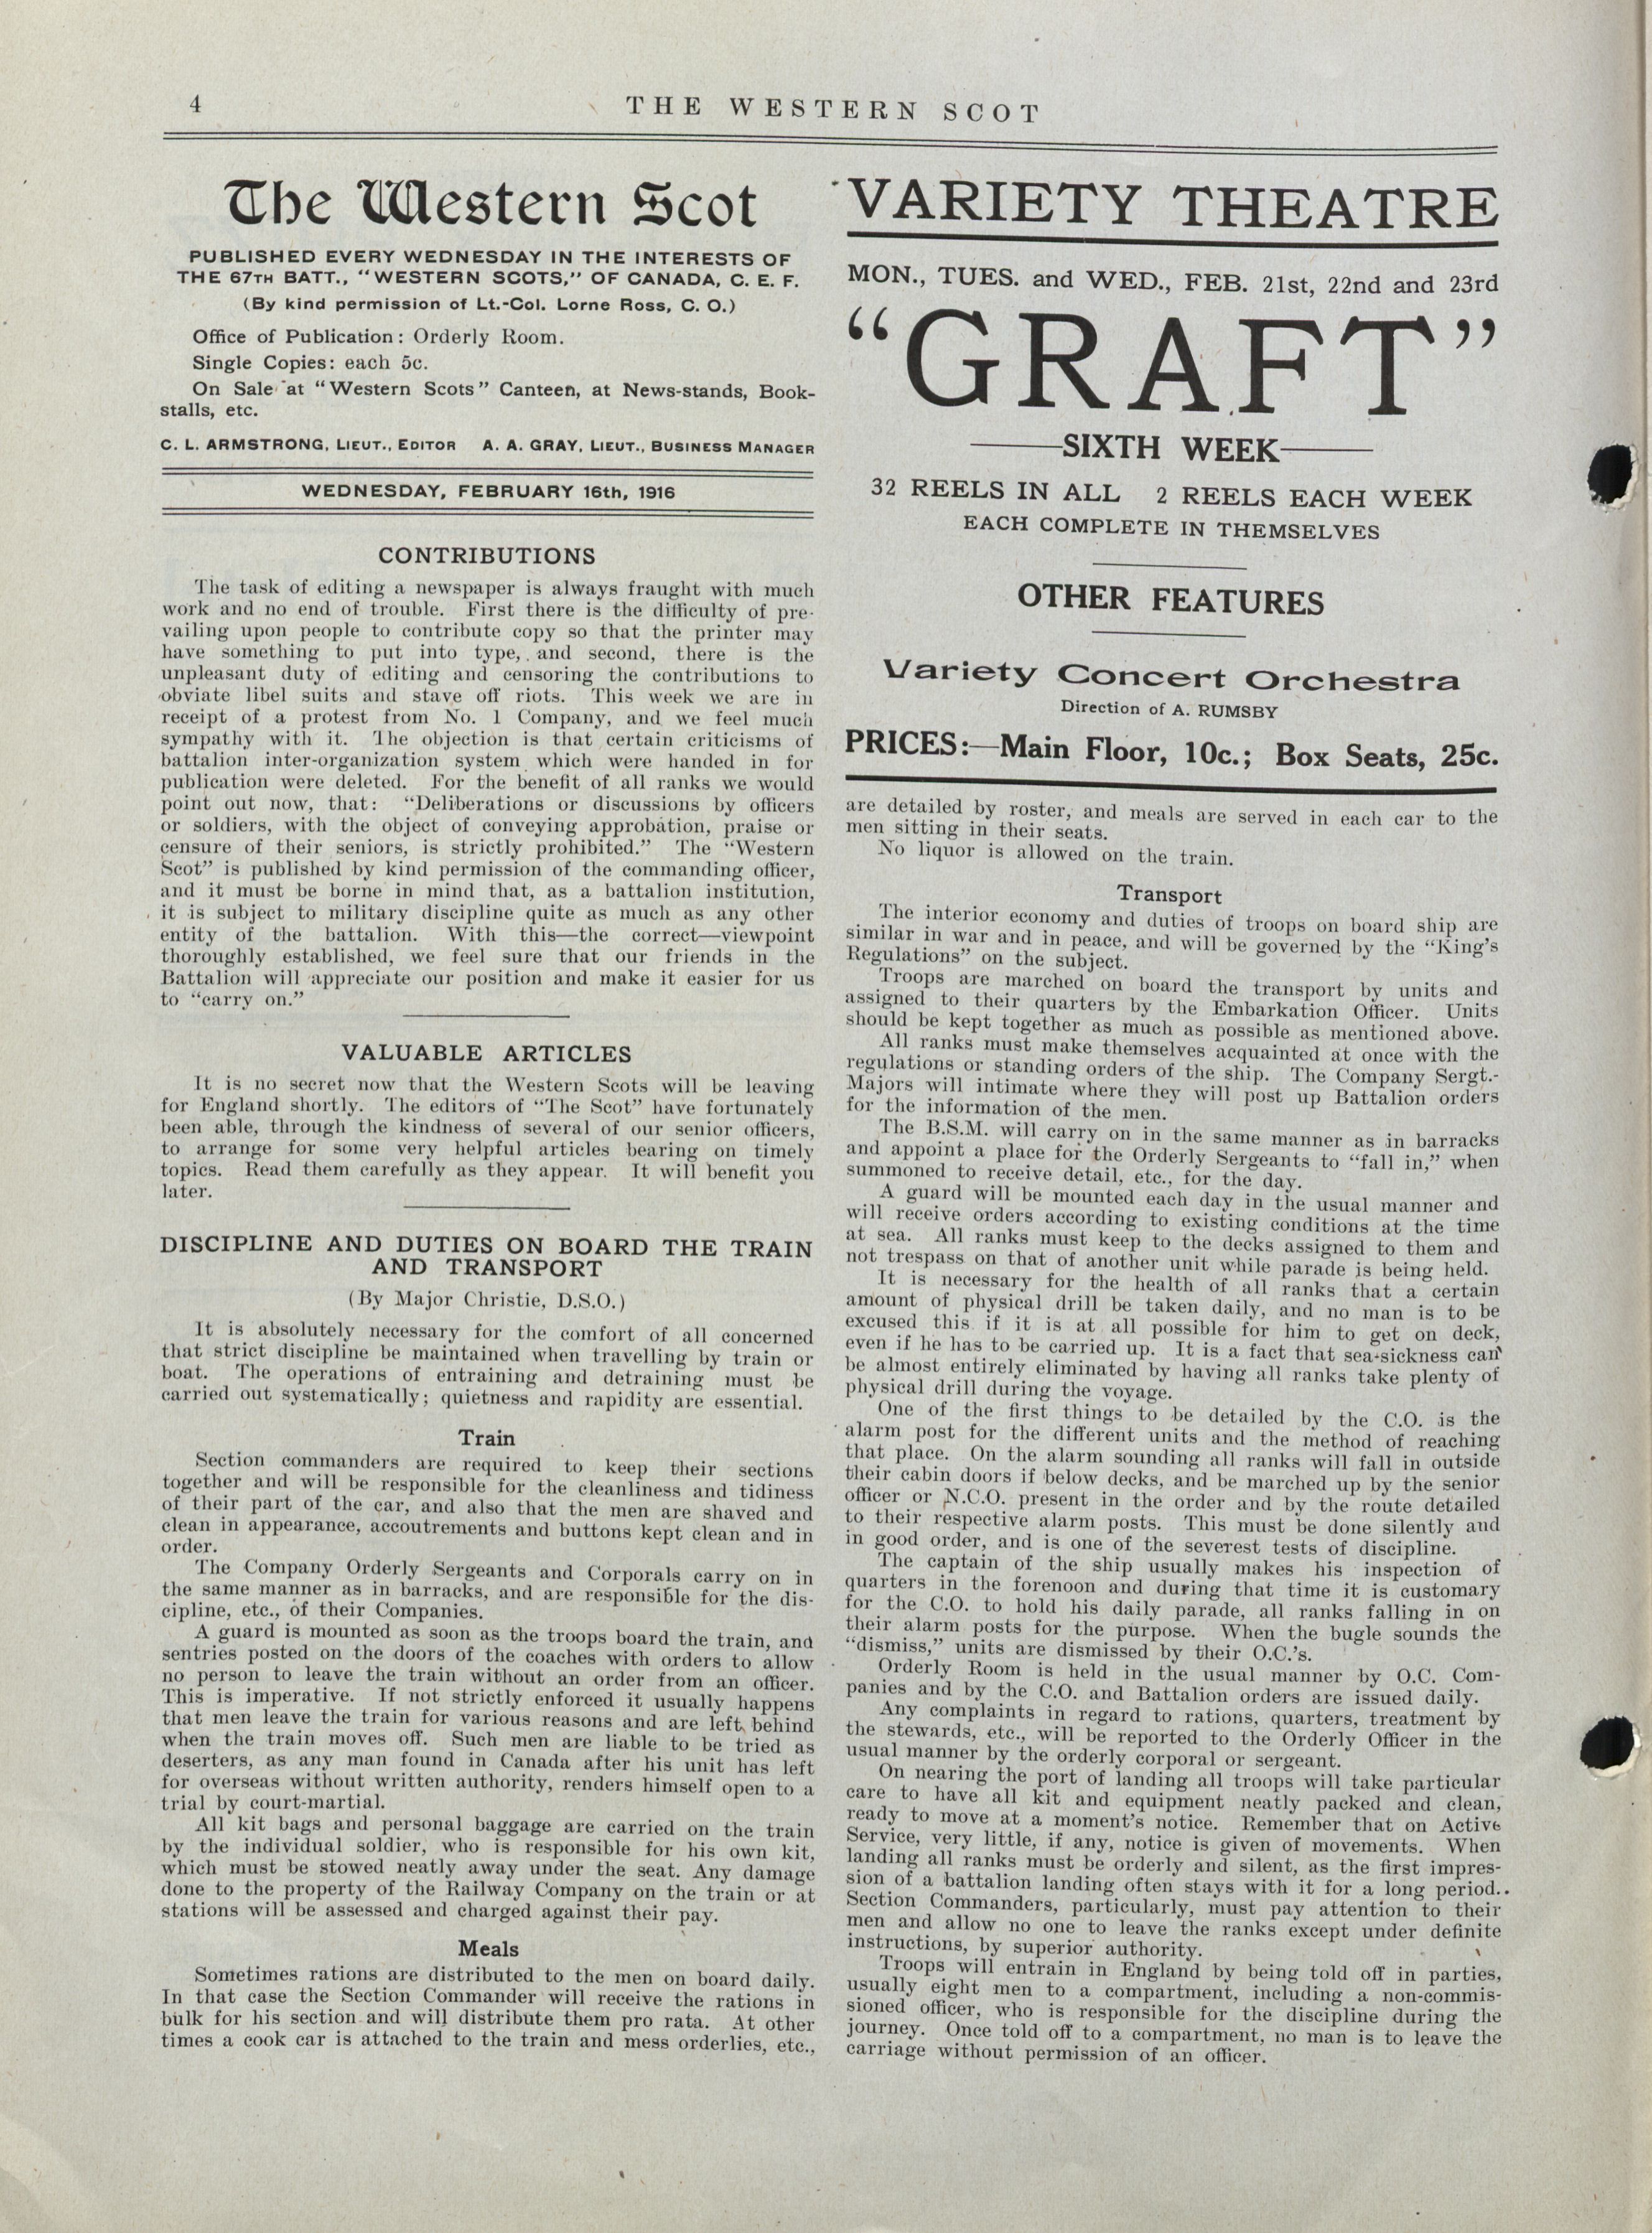 4
THE WESTERN SCOT
The Western Scot
PUBLISHED EVERY WEDNESDAY IN THE INTERESTS OF
THE 67TH BATT., "WESTERN SCOTS," OF CANADA, C. E. F.
(By kind permission of Lt.-Col. Lorne Ross, C. O.)
Office of Publication: Orderly Room.
Single Copies: each 5c.
On Sale at "Western Scots" Canteen, at News-stands, Book-
stalls, etc.
C. L. ARMSTRONG, LIEUT., EDITOR A. A. GRAY, LIEUT., BUSINESS MANAGER
WEDNESDAY, FEBRUARY 16th, 1916
CONTRIBUTIONS
The task of editing a newspaper is always fraught with much
work and no end of trouble. First there is the difficulty of pre-
vailing upon people to contribute copy so that the printer may
have something to put into type, and second, there is the
unpleasant duty of editing and censoring the contributions to
obviate libel suits and stave off riots. This week we are in
receipt of a protest from No. 1 Company, and we feel much
sympathy with it. The objection is that certain criticisms of
battalion inter-organization system which were handed in for
publication were deleted. For the benefit of all ranks we would
point out now, that: "Deliberations or discussions by officers
or soldiers, with the object of conveying approbation, praise or
censure of their seniors, is strictly prohibited." The "Western
Scot" is published by kind permission of the commanding officer,
and it must be borne in mind that, as a battalion institution,
it is subject to military discipline quite as much as any other
entity of the battalion. With this—the correct—viewpoint
thoroughly established, we feel sure that our friends in the
Battalion will appreciate our position and make it easier for us
to "carry on."
VALUABLE ARTICLES
It is no secret now that the Western Scots will be leaving
for England shortly. The editors of "The Scot" have fortunately
been able, through the kindness of several of our senior officers,
to arrange for some very helpful articles bearing on timely
topics. Read them carefully as they appear. It will benefit you
later.
DISCIPLINE AND DUTIES ON BOARD THE TRAIN
AND TRANSPORT
(By Major Christie, D.S.O.)
It is absolutely necessary for the comfort of all concerned
that strict discipline be maintained when travelling by train or
boat. The operations of entraining and detraining must be
carried out systematically; quietness and rapidity are essential.
Train
Section commanders are required to keep their sections
together and will be responsible for the cleanliness and tidiness
of their part of the car, and also that the men are shaved and
clean in appearance, accoutrements and buttons kept clean and in
order.
The Company Orderly Sergeants and Corporals carry on in
the same manner as in barracks, and are responsible for the dis-
cipline, etc., of their Companies.
A guard is mounted as soon as the troops board the train, and
sentries posted on the doors of the coaches with orders to allow
no person to leave the train without an order from an officer.
This is imperative. If not strictly enforced it usually happens
that men leave the train for various reasons and are left behind
when the train moves off. Such men are liable to be tried as
deserters, as any man found in Canada after his unit has left
for overseas without written authority, renders himself open to a
trial by court-martial.
All kit bags and personal baggage are carried on the train
by the individual soldier, who is responsible for his own kit,
which must be stowed neatly away under the seat. Any damage
done to the property of the Railway Company on the train or at
stations will be assessed and charged against their pay.
Meals
Sometimes rations are distributed to the men on board daily.
In that case the Section Commander will receive the rations in
bulk for his section and will distribute them pro rata. At other
times a cook car is attached to the train and mess orderlies, etc.,
VARIETY THEATRE
MON., TUES. and WED., FEB. 21st, 22nd and 23rd
"GRAFT"
SIXTH WEEK
32 REELS IN ALL 2 REELS EACH WEEK
EACH COMPLETE IN THEMSELVES
OTHER FEATURES
Variety Concert Orchestra
Direction of A. RUMSBY
PRICES:—Main Floor, 10c.; Box Seats, 25c.
are detailed by roster, and meals are served in each car to the
men sitting in their seats.
No liquor is allowed on the train.
Transport
The interior economy and duties of troops on board ship are
similar in war and in peace, and will be governed by the "King's
Regulations" on the subject.
Troops are marched on board the transport by units and
assigned to their quarters by the Embarkation Officer. Units
should be kept together as much as possible as mentioned above.
All ranks must make themselves acquainted at once with the
regulations or standing orders of the ship. The Company Sergt.-
Majors will intimate where they will post up Battalion orders
for the information of the men.
The B.S.M. will carry on in the same manner as in barracks
and appoint a place for the Orderly Sergeants to "fall in," when
summoned to receive detail, etc., for the day.
A guard will be mounted each day in the usual manner and
will receive orders according to existing conditions at the time
at sea. All ranks must keep to the decks assigned to them and
not trespass on that of another unit while parade is being held.
It is necessary for the health of all ranks that a certain
amount of physical drill be taken daily, and no man is to be
excused this if it is at all possible for him to get on deck,
even if he has to be carried up. It is a fact that sea-sickness can
be almost entirely eliminated by having all ranks take plenty of
physical drill during the voyage.
One of the first things to be detailed by the C.O. is the
alarm post for the different units and the method of reaching
that place. On the alarm sounding all ranks will fall in outside
their cabin doors if below decks, and be marched up by the senior
officer or N.C.O. present in the order and by the route detailed
to their respective alarm posts. This must be done silently and
in good order, and is one of the severest tests of discipline.
The captain of the ship usually makes his inspection of
quarters in the forenoon and during that time it is customary
for the C.O. to hold his daily parade, all ranks falling in on
their alarm posts for the purpose. When the bugle sounds the
"dismiss," units are dismissed by their O.C.'s.
Orderly Room is held in the usual manner by O.C. Com-
panies and by the C.O. and Battalion orders are issued daily.
Any complaints in regard to rations, quarters, treatment by
the stewards, etc., will be reported to the Orderly Officer in the
usual manner by the orderly corporal or sergeant.
On nearing the port of landing all troops will take particular
care to have all kit and equipment neatly packed and clean,
ready to move at a moment's notice. Remember that on Active
Service, very little, if any, notice is given of movements. When
landing all ranks must be orderly and silent, as the first impres-
sion of a battalion landing often stays with it for a long period..
Section Commanders, particularly, must pay attention to their
men and allow no one to leave the ranks except under definite
instructions, by superior authority.
Troops will entrain in England by being told off in parties,
usually eight men to a compartment, including a non-commis-
sioned officer, who is responsible for the discipline during the
journey. Once told off to a compartment, no man is to leave the
carriage without permission of an officer.